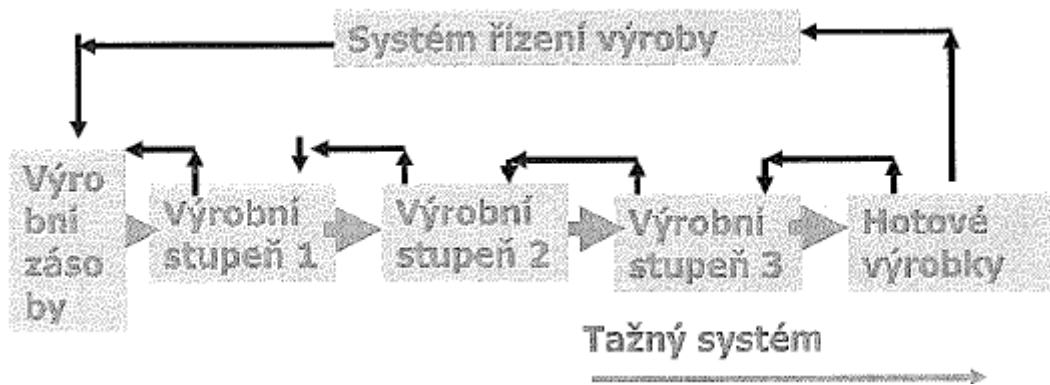 Systém řízení výroby
Výro
bní
záso
by
Výrobní
stupeň 1
Výrobní
stupeň 2
Výrobní
stupeň 3
Hotové
výrobky
Tažný systém